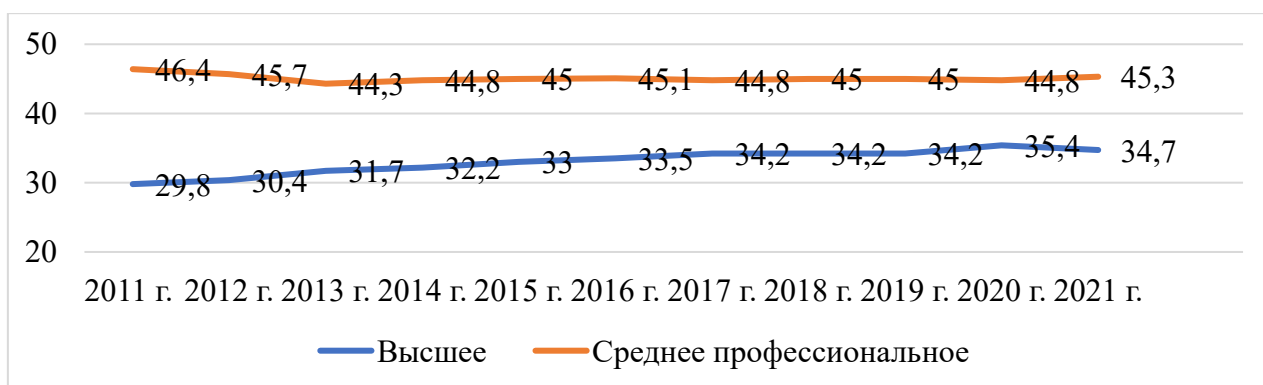 50
46,4 45,7 44,3 44,8 45 45,1 44,8 45 45 44,8 45,3
40
29,8 30,4 31,7 32,2 33 33,5 34,2 34,2 34,2 35,4 34,7
30
20
2011 г. 2012 г. 2013 г. 2014 г. 2015 г. 2016 г. 2017 г. 2018 г. 2019 г. 2020 г. 2021 г.
Высшее Среднее профессиональное